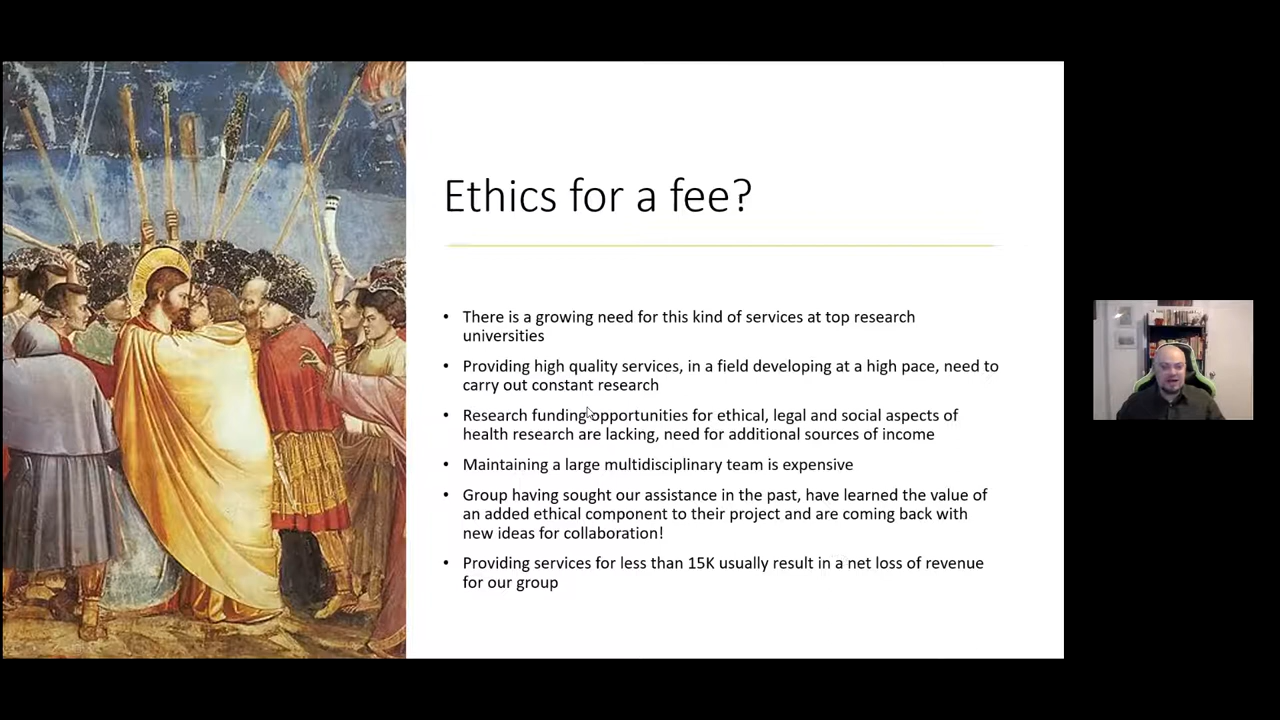 Ethics for a fee?
• There is a growing need for this kind of services at top research
universities
• Providing high quality services, in a field developing at a high pace, need to
carry out constant research
• Research funding opportunities for ethical, legal and social aspects of
health research are lacking, need for additional sources of income
• Maintaining a large multidisciplinary team is expensive
• Group having sought our assistance in the past, have learned the value of
an added ethical component to their project and are coming back with
new ideas for collaboration!
• Providing services for less than 15K usually result in a net loss of revenue
for our group